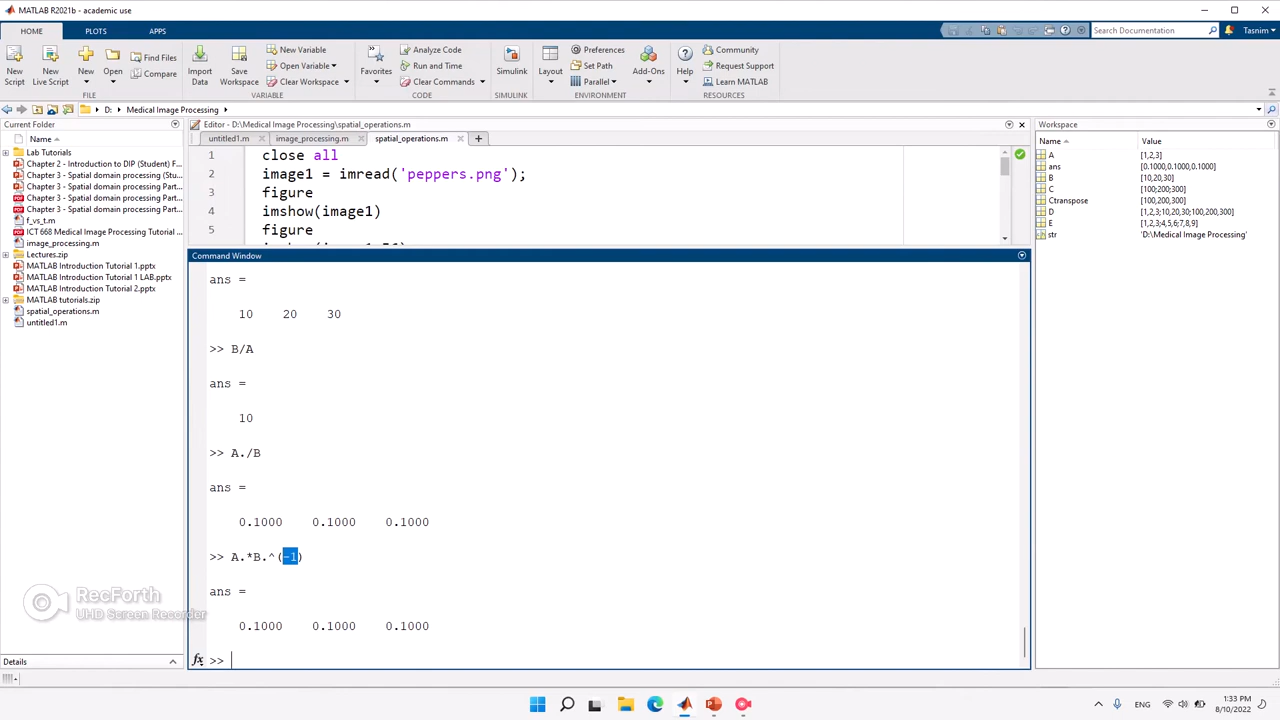 MATLAB R2021b - academic use
HOME PLOTS APPS
Search Documentation
Tasnim
New Script
New Live Script
New
Open
Find Files
Compare
Import Data
Save Workspace
New Variable
Open Variable
Clear Workspace
Favorites
Analyze Code
Run and Time
Clear Commands
Simulink
Layout
Preferences
Set Path
Parallel
Add-Ons
Help
Community
Request Support
Learn MATLAB
FILE VARIABLE CODE SIMULINK ENVIRONMENT RESOURCES
D: Medical Image Processing
Current Folder
Name
Lab Tutorials
Chapter 2 - Introduction to DIP (Student) F...
Chapter 3 - Spatial domain processing (Stu...
Chapter 3 - Spatial domain processing Part...
Chapter 3 - Spatial domain processing Part...
Chapter 3 - Spatial domain processing Part...
f_vs_t.m
ICT 668 Medical Image Processing Tutorial ...
image_processing.m
Lectures.zip
MATLAB Introduction Tutorial 1.pptx
MATLAB Introduction Tutorial 1 LAB.pptx
MATLAB Introduction Tutorial 2.pptx
MATLAB tutorials.zip
spatial_operations.m
untitled1.m
Details
Editor - D:\Medical Image Processing\spatial_operations.m
untitled1.m image_processing.m spatial_operations.m
1 close all
2 image1 = imread('peppers.png');
3 figure
4 imshow(image1)
5 figure
Command Window
ans =
10 20 30
>> B/A
ans =
10
>> A./B
ans =
0.1000 0.1000 0.1000
>> A.*B.^(-1)
ans =
0.1000 0.1000 0.1000
fx >>
Workspace
Name Value
A [1,2,3]
ans [0.1000,0.1000,0.1000]
B [10,20,30]
C [100;200;300]
Ctranspose [100,200,300]
D [1,2,3;10,20,30;100,200,300]
E [1,2,3;4,5,6;7,8,9]
str 'D:\Medical Image Processing'
RecForth
UHD Screen Recorder
ENG
1:33 PM
8/10/2022